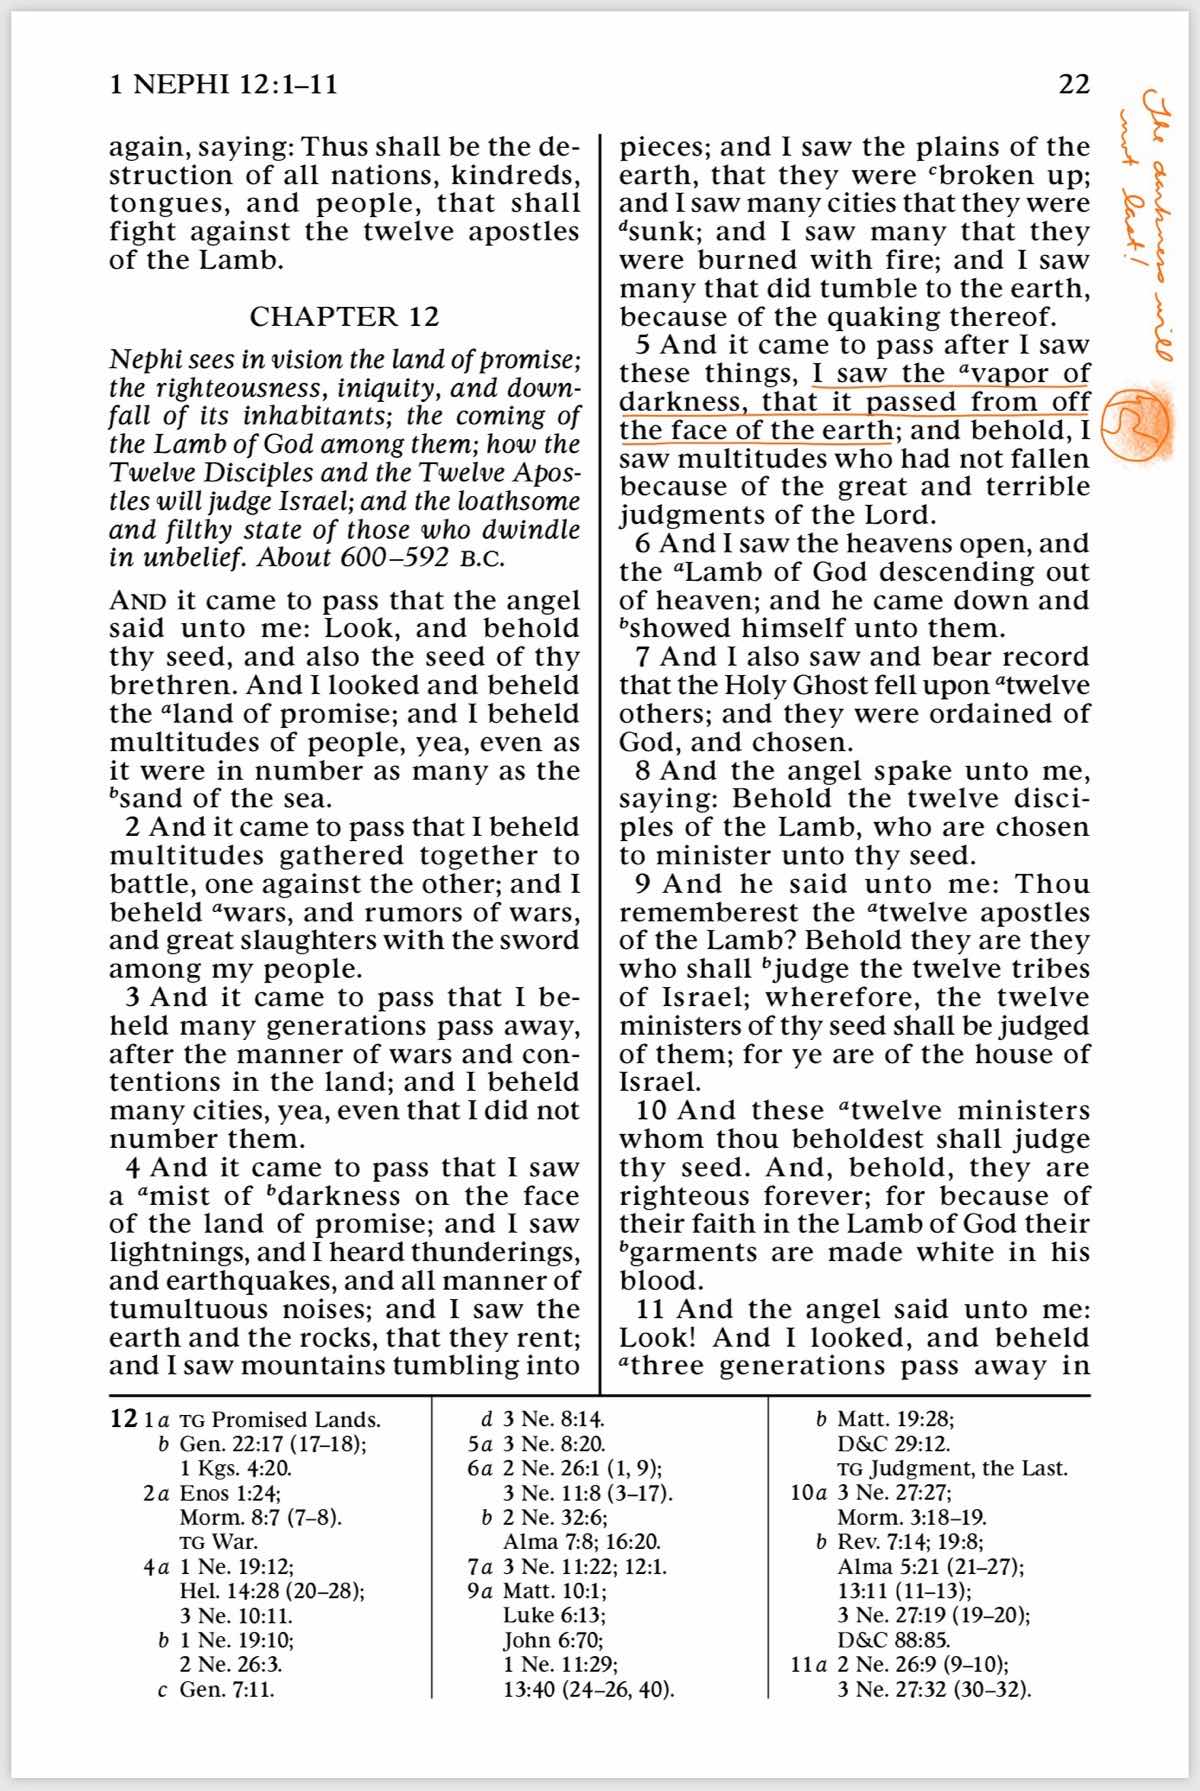 1 NEPHI 12:1–11
22
again, saying: Thus shall be the de-
struction of all nations, kindreds,
tongues, and people, that shall
fight against the twelve apostles
of the Lamb.
CHAPTER 12
Nephi sees in vision the land of promise;
the righteousness, iniquity, and down-
fall of its inhabitants; the coming of
the Lamb of God among them; how the
Twelve Disciples and the Twelve Apos-
tles will judge Israel; and the loathsome
and filthy state of those who dwindle
in unbelief. About 600–592 B.C.
AND it came to pass that the angel
said unto me: Look, and behold
thy seed, and also the seed of thy
brethren. And I looked and beheld
the aland of promise; and I beheld
multitudes of people, yea, even as
it were in number as many as the
bsand of the sea.
2 And it came to pass that I beheld
multitudes gathered together to
battle, one against the other; and I
beheld awars, and rumors of wars,
and great slaughters with the sword
among my people.
3 And it came to pass that I be-
held many generations pass away,
after the manner of wars and con-
tentions in the land; and I beheld
many cities, yea, even that I did not
number them.
4 And it came to pass that I saw
a amist of bdarkness on the face
of the land of promise; and I saw
lightnings, and I heard thunderings,
and earthquakes, and all manner of
tumultuous noises; and I saw the
earth and the rocks, that they rent;
and I saw mountains tumbling into
pieces; and I saw the plains of the
earth, that they were cbroken up;
and I saw many cities that they were
dsunk; and I saw many that they
were burned with fire; and I saw
many that did tumble to the earth,
because of the quaking thereof.
5 And it came to pass after I saw
these things, I saw the avapor of
darkness, that it passed from off
the face of the earth; and behold, I
saw multitudes who had not fallen
because of the great and terrible
judgments of the Lord.
6 And I saw the heavens open, and
the aLamb of God descending out
of heaven; and he came down and
bshowed himself unto them.
7 And I also saw and bear record
that the Holy Ghost fell upon atwelve
others; and they were ordained of
God, and chosen.
8 And the angel spake unto me,
saying: Behold the twelve disci-
ples of the Lamb, who are chosen
to minister unto thy seed.
9 And he said unto me: Thou
rememberest the atwelve apostles
of the Lamb? Behold they are they
who shall bjudge the twelve tribes
of Israel; wherefore, the twelve
ministers of thy seed shall be judged
of them; for ye are of the house of
Israel.
10 And these atwelve ministers
whom thou beholdest shall judge
thy seed. And, behold, they are
righteous forever; for because of
their faith in the Lamb of God their
bgarments are made white in his
blood.
11 And the angel said unto me:
Look! And I looked, and beheld
athree generations pass away in
The darkness will
not last!
12 1a TG Promised Lands.
b Gen. 22:17 (17–18);
1 Kgs. 4:20.
2a Enos 1:24;
Morm. 8:7 (7–8).
TG War.
4a 1 Ne. 19:12;
Hel. 14:28 (20–28);
3 Ne. 10:11.
b 1 Ne. 19:10;
2 Ne. 26:3.
c Gen. 7:11.
d 3 Ne. 8:14.
5a 3 Ne. 8:20.
6a 2 Ne. 26:1 (1, 9);
3 Ne. 11:8 (3–17).
b 2 Ne. 32:6;
Alma 7:8; 16:20.
7a 3 Ne. 11:22; 12:1.
9a Matt. 10:1;
Luke 6:13;
John 6:70;
1 Ne. 11:29;
13:40 (24–26, 40).
b Matt. 19:28;
D&C 29:12.
TG Judgment, the Last.
10a 3 Ne. 27:27;
Morm. 3:18–19.
b Rev. 7:14; 19:8;
Alma 5:21 (21–27);
13:11 (11–13);
3 Ne. 27:19 (19–20);
D&C 88:85.
11a 2 Ne. 26:9 (9–10);
3 Ne. 27:32 (30–32).